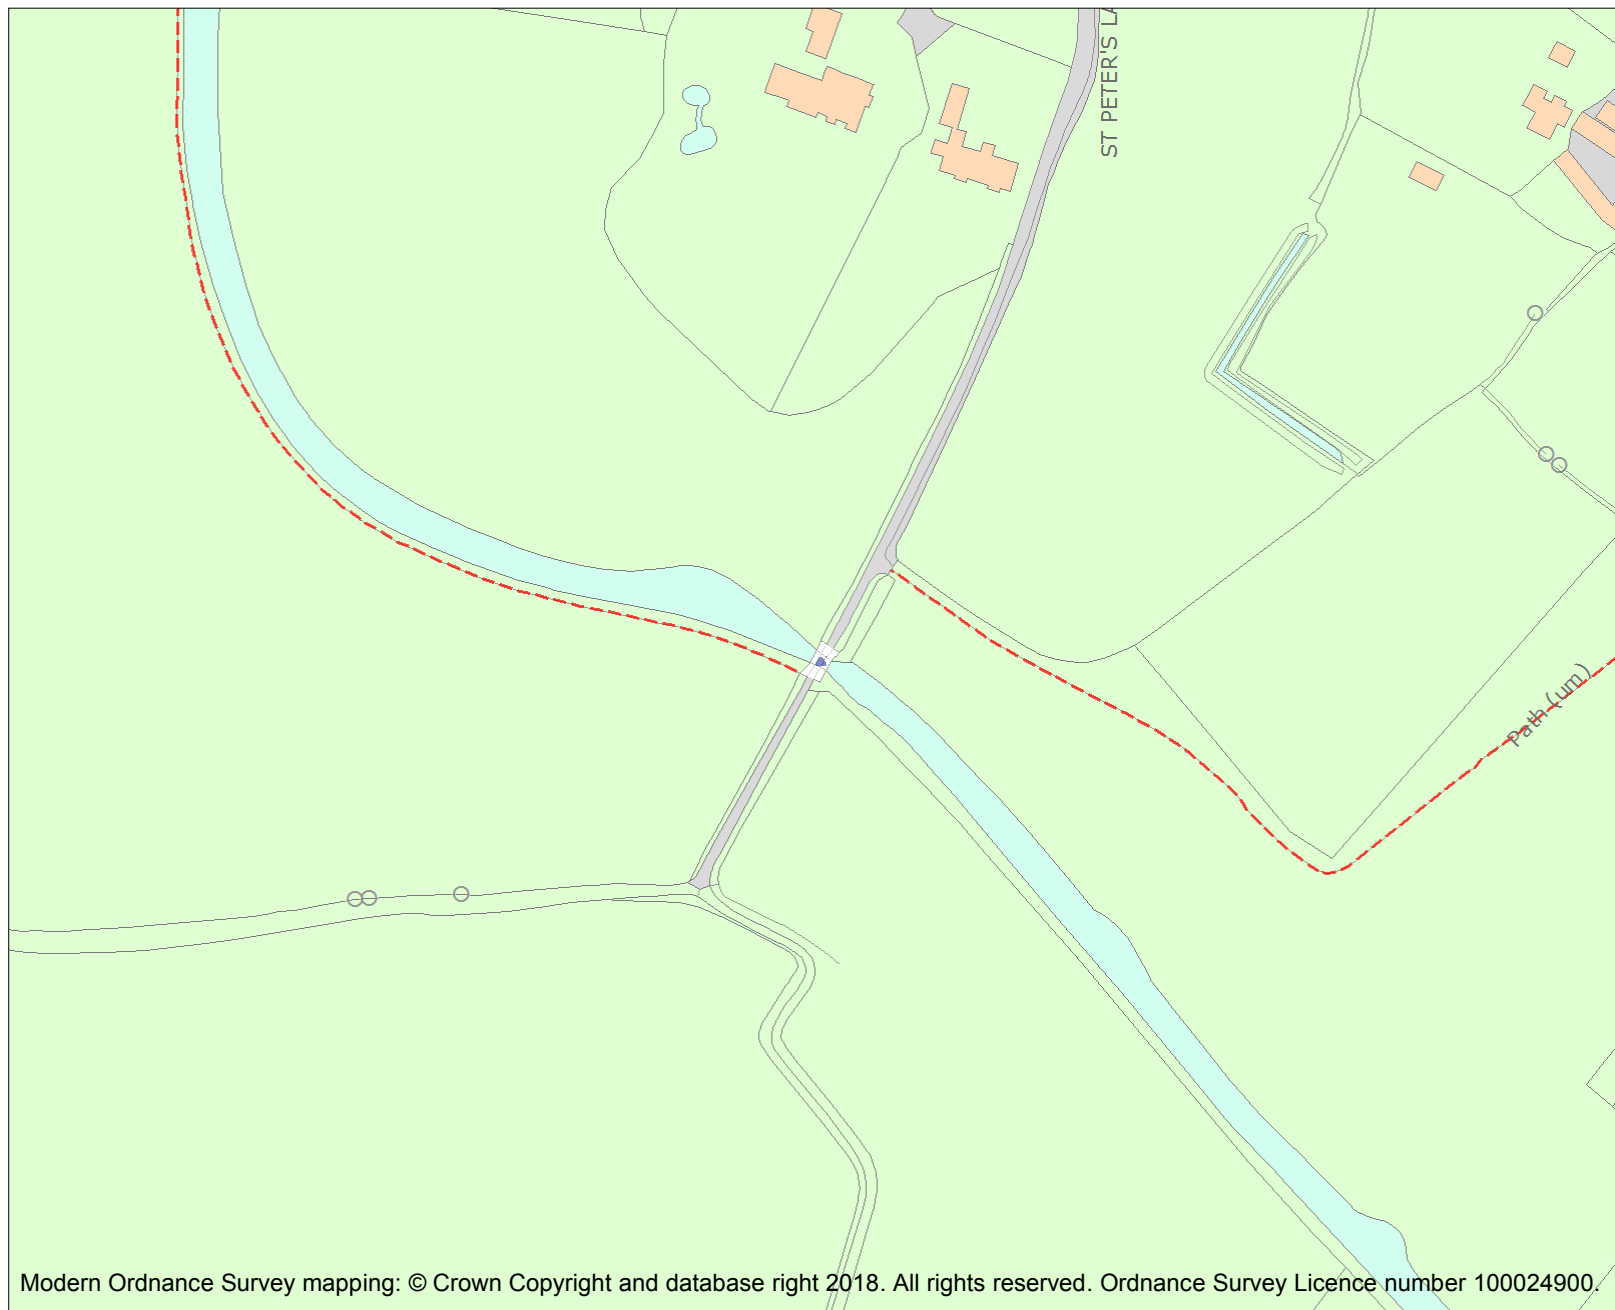 ST PETER'S LA
Path (um)
Modern Ordnance Survey mapping: © Crown Copyright and database right 2018. All rights reserved. Ordnance Survey Licence number 100024900.